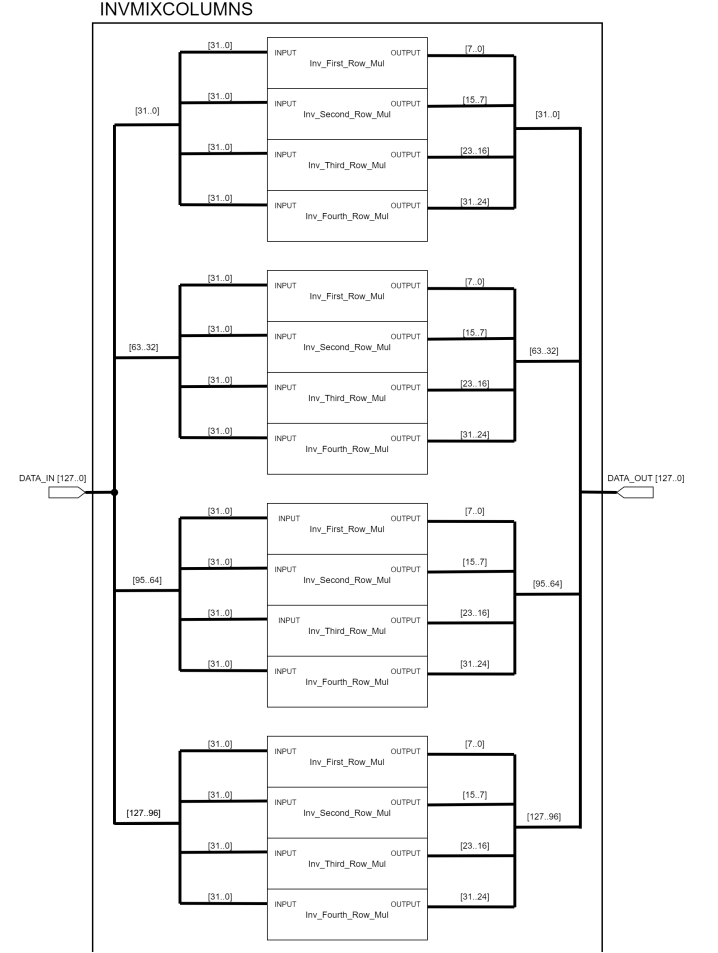 INVMIXCOLUMNS
[31..0] [7..0]
INPUT OUTPUT
Inv_First_Row_Mul
[31..0] [15..7]
[31..0] [31..0]
INPUT OUTPUT
Inv_Second_Row_Mul
[31..0] [23..16]
INPUT OUTPUT
Inv_Third_Row_Mul
[31..0] [31..24]
INPUT OUTPUT
Inv_Fourth_Row_Mul
[31..0] [7..0]
INPUT OUTPUT
Inv_First_Row_Mul
[31..0] [15..7]
INPUT OUTPUT
Inv_Second_Row_Mul
[63..32] [63..32]
[31..0] [23..16]
INPUT OUTPUT
Inv_Third_Row_Mul
[31..0] [31..24]
INPUT OUTPUT
Inv_Fourth_Row_Mul
DATA_IN [127..0] DATA_OUT [127..0]
[31..0] [7..0]
INPUT OUTPUT
Inv_First_Row_Mul
[31..0] [15..7]
INPUT OUTPUT
Inv_Second_Row_Mul
[95..64] [95..64]
[31..0] [23..16]
INPUT OUTPUT
Inv_Third_Row_Mul
[31..0] [31..24]
INPUT OUTPUT
Inv_Fourth_Row_Mul
[31..0] [7..0]
INPUT OUTPUT
Inv_First_Row_Mul
[31..0] [15..7]
INPUT OUTPUT
Inv_Second_Row_Mul
[127..96] [127..96]
[31..0] [23..16]
INPUT OUTPUT
Inv_Third_Row_Mul
[31..0] [31..24]
INPUT OUTPUT
Inv_Fourth_Row_Mul